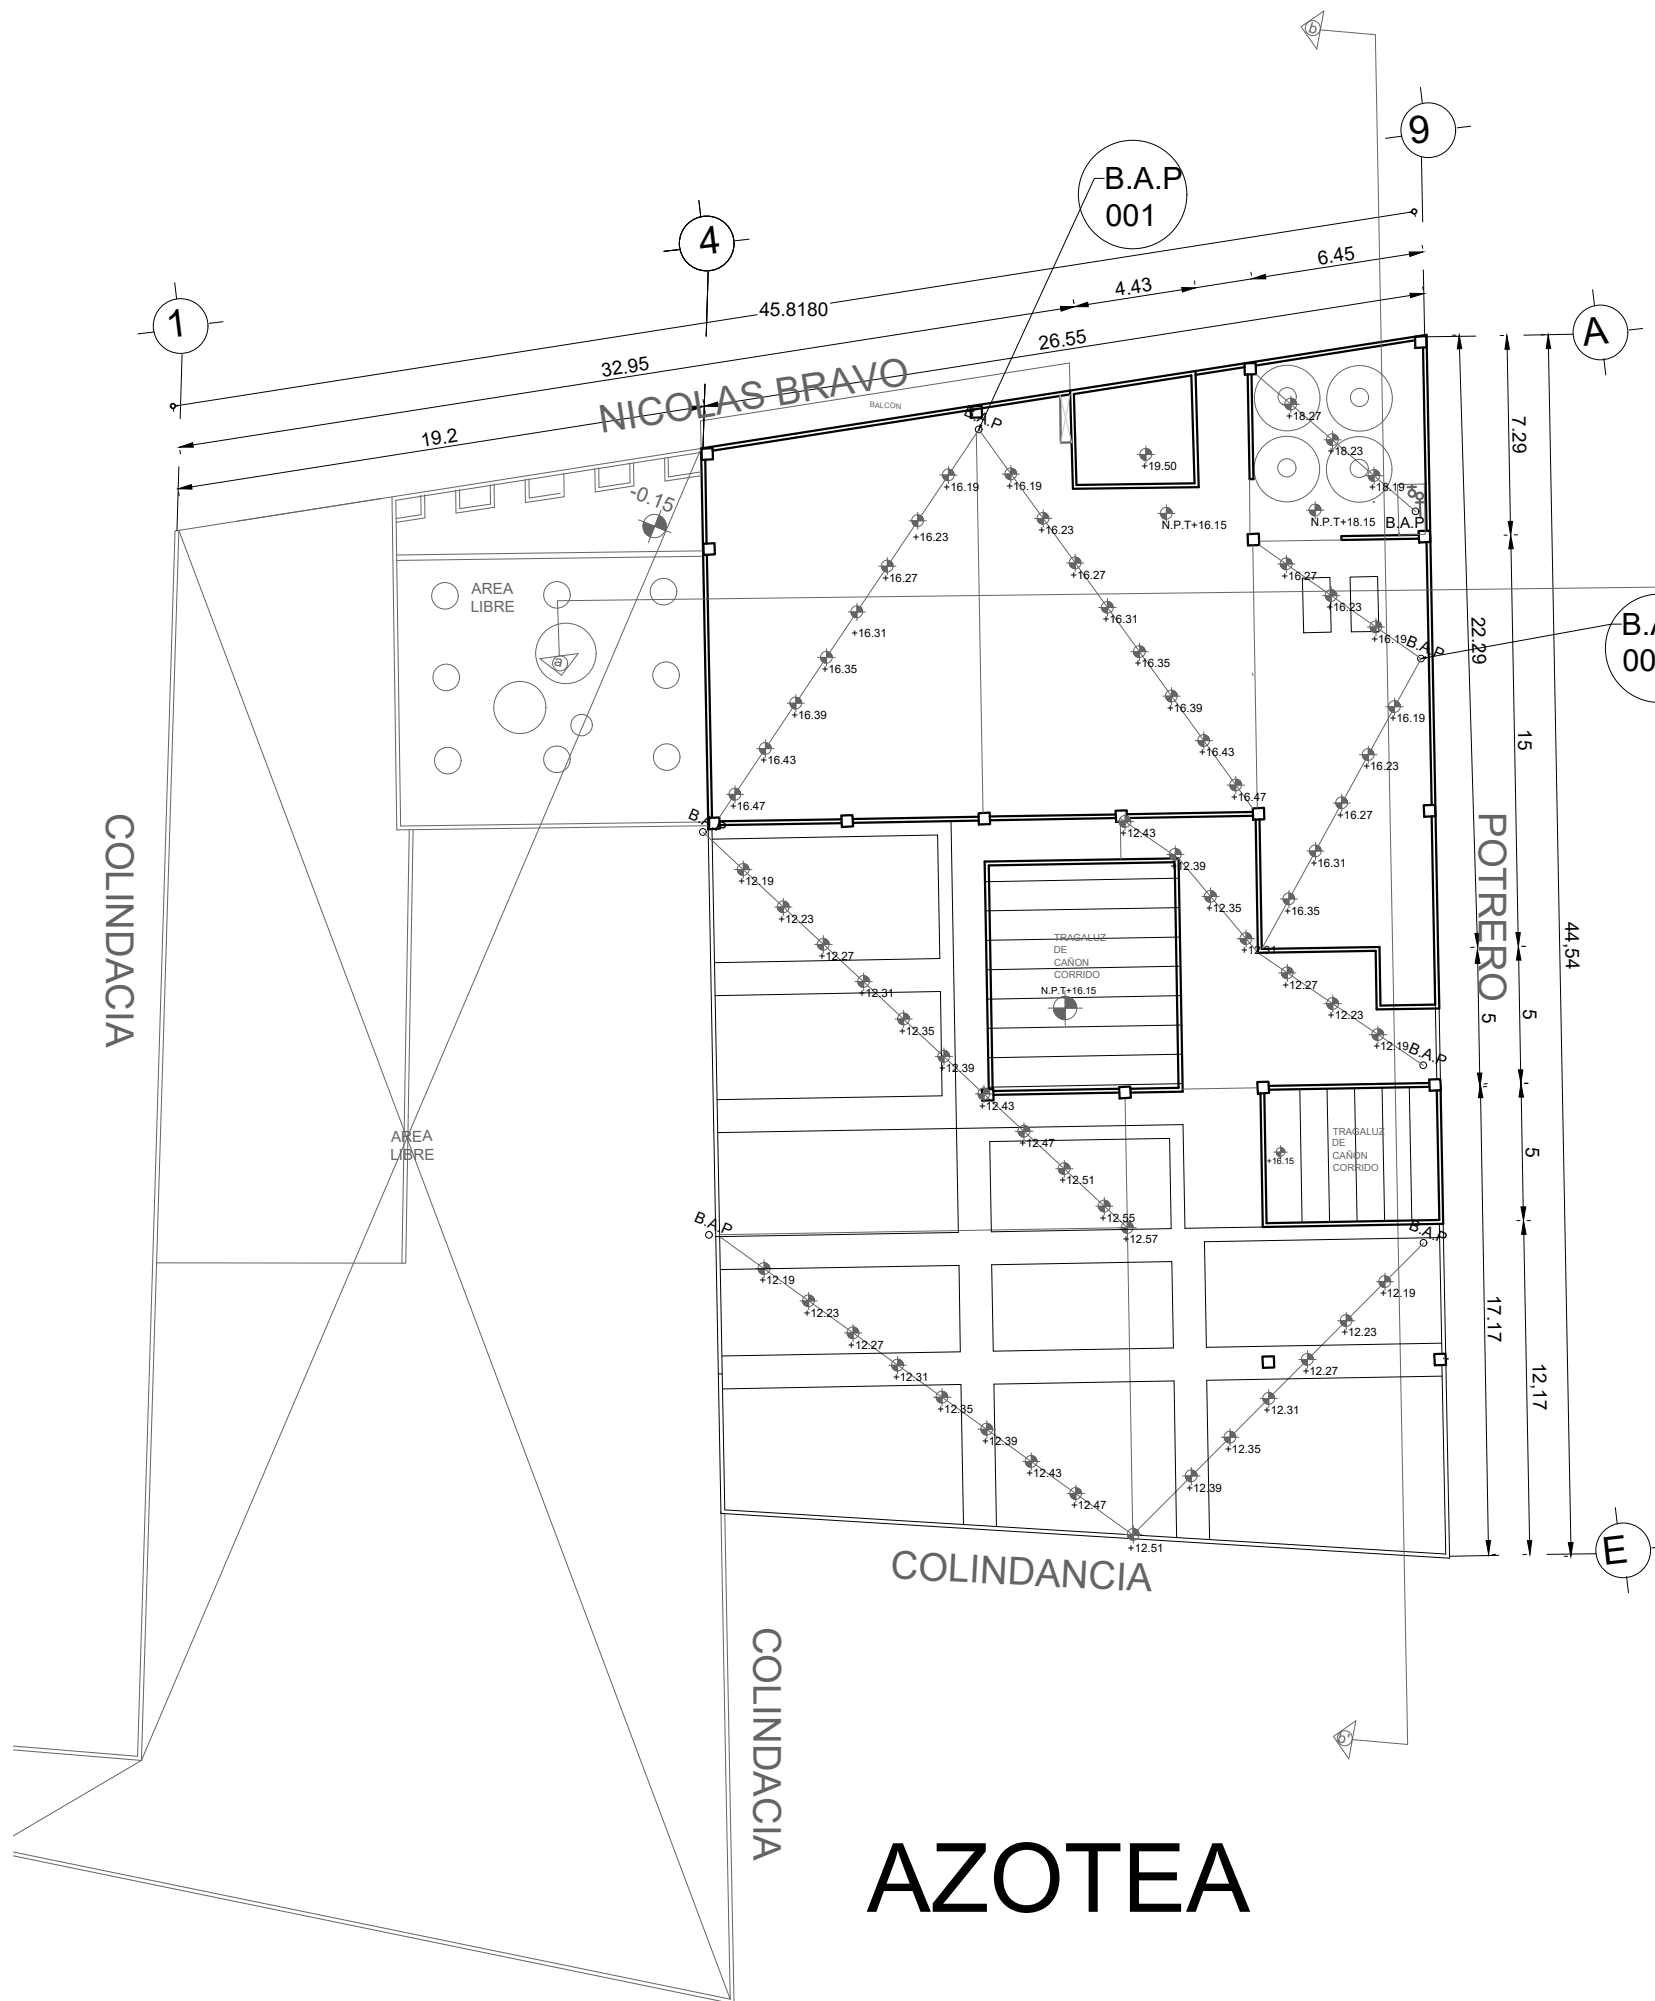 b
9
B.A.P
001
4
6.45
4.43
1
45.8180
A
26.55
32.95
NICOLAS BRAVO
BALCON
19.2
B.A.P
7.29
+18.27
+18.23
+19.50
+18.19
-0.15
+16.19
+16.19
N.P.T+16.15
N.P.T+18.15
B.A.P
+16.23
+16.23
+16.27
+16.27
+16.27
AREA
LIBRE
+16.23
+16.31
+16.31
22.29
+16.19
B.A.P
a
+16.35
+16.35
+16.39
+16.39
+16.19
15
+16.43
+16.43
+16.23
+16.47
+16.47
+16.27
B.A.P
+12.43
COLINDACIA
POTRERO
+16.31
+12.39
+12.19
+16.35
+12.23
+12.35
44,54
TRAGALUZ
DE
CAÑON
CORRIDO
N.P.T+16.15
+12.27
+12.31
+12.27
+12.31
+12.23
5
5
+12.35
+12.19
B.A.P
+12.39
+12.43
+12.47
AREA
LIBRE
TRAGALUZ
DE
CAÑON
CORRIDO
+16.15
5
+12.51
+12.55
B.A.P
+12.57
B.A.P
+12.19
+12.19
+12.23
17.17
+12.23
+12.27
+12.27
+12.31
12,17
+12.35
+12.31
+12.39
+12.35
+12.43
+12.39
+12.47
+12.51
E
COLINDANCIA
COLINDACIA
b'
AZOTEA